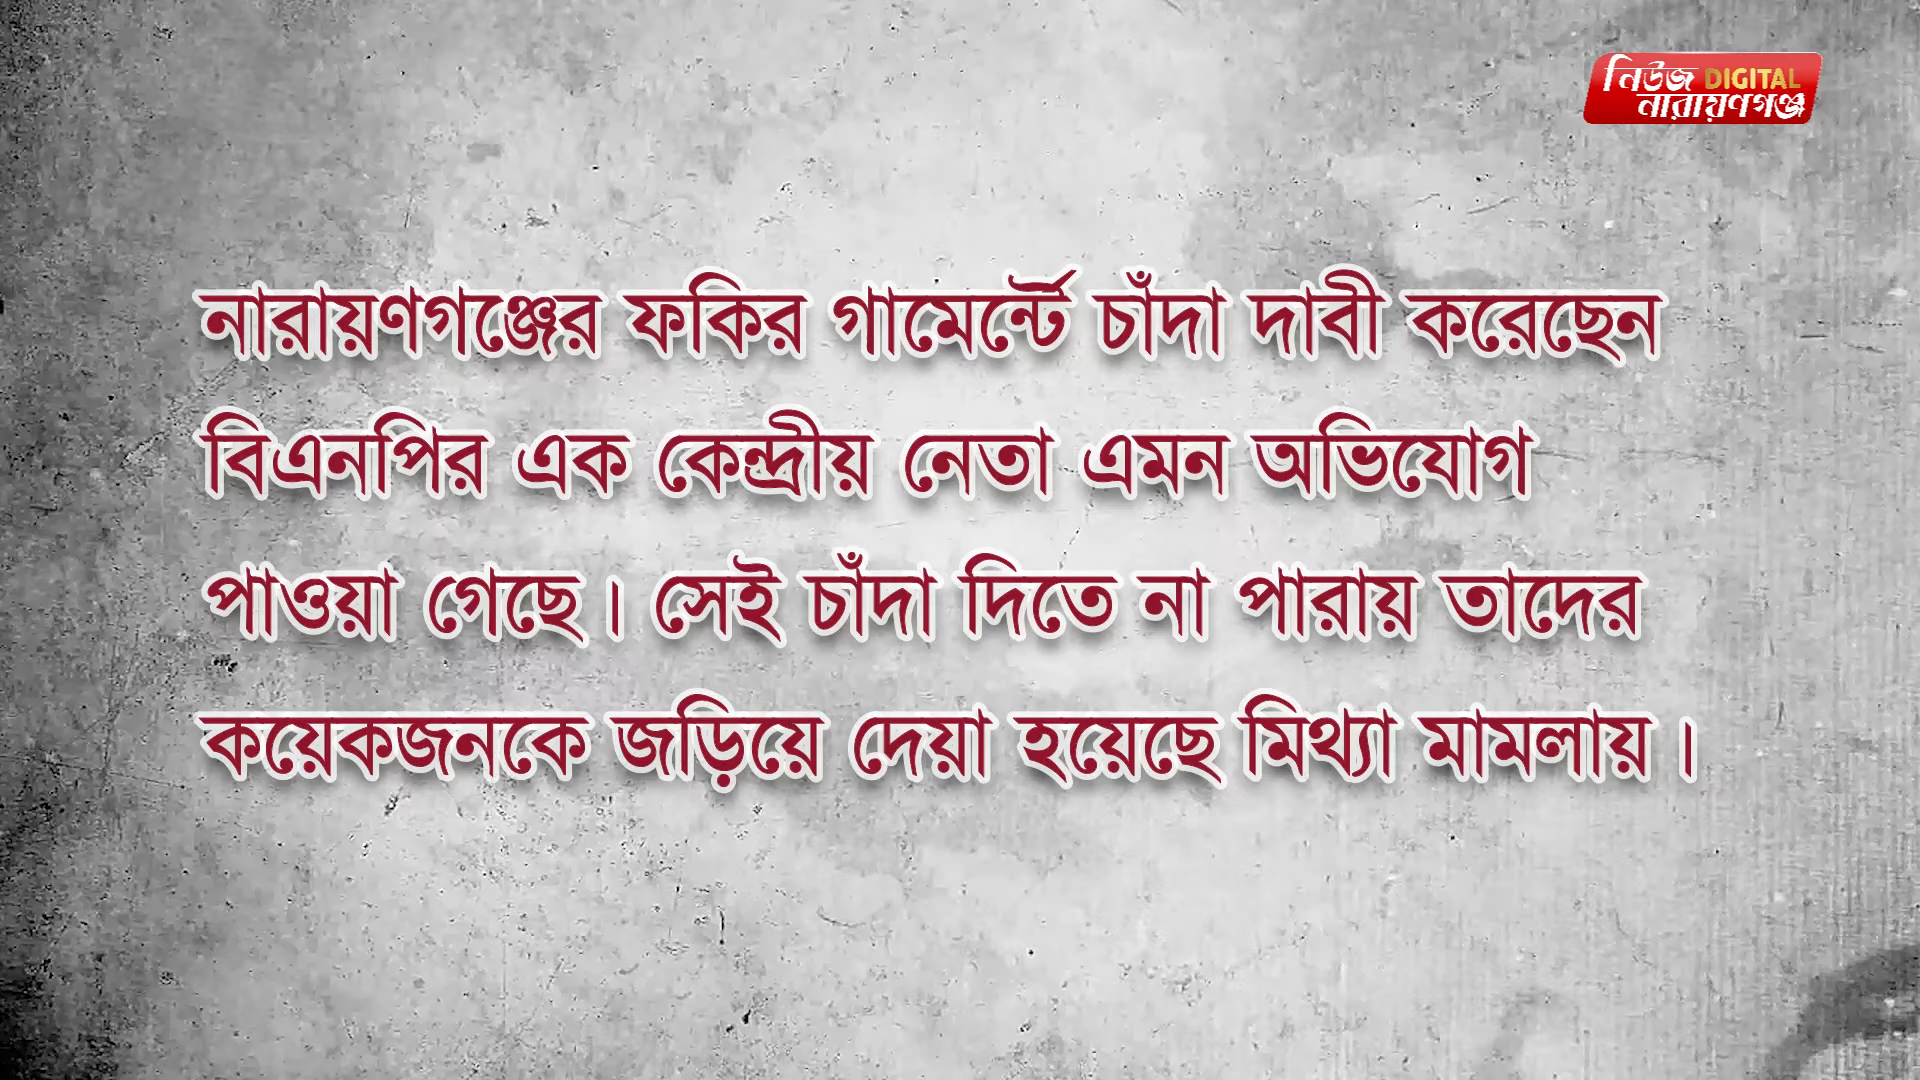 নিউজ DIGITAL
নারায়ণগঞ্জ
নারায়ণগঞ্জের ফকির গামের্ন্টে চাঁদা দাবী করেছেন
বিএনপির এক কেন্দ্রীয় নেতা এমন অভিযোগ
পাওয়া গেছে। সেই চাঁদা দিতে না পারায় তাদের
কয়েকজনকে জড়িয়ে দেয়া হয়েছে মিথ্যা মামলায়।